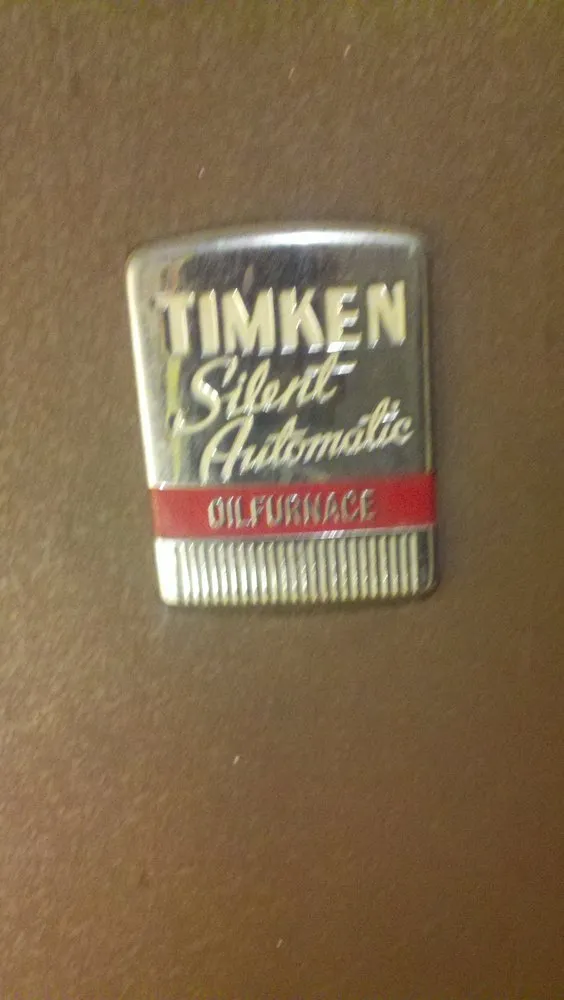 TIMKEN
Silent
Automatic
OILFURNACE